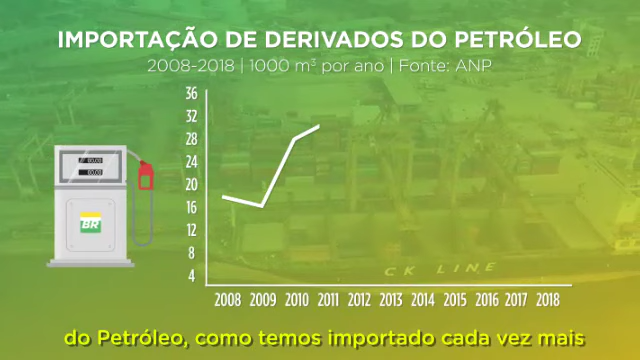 IMPORTAÇÃO DE DERIVADOS DO PETRÓLEO
2008-2018 | 1000 m³ por ano | Fonte: ANP
36
32
28
24
20
16
12
8
4
BR
CK LINE
2008 2009 2010 2011 2012 2013 2014 2015 2016 2017 2018
do Petróleo, como temos importado cada vez mais